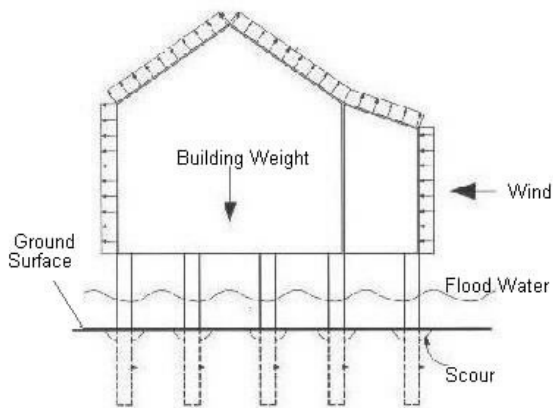 Building Weight
Wind
Ground
Surface
Flood Water
Scour